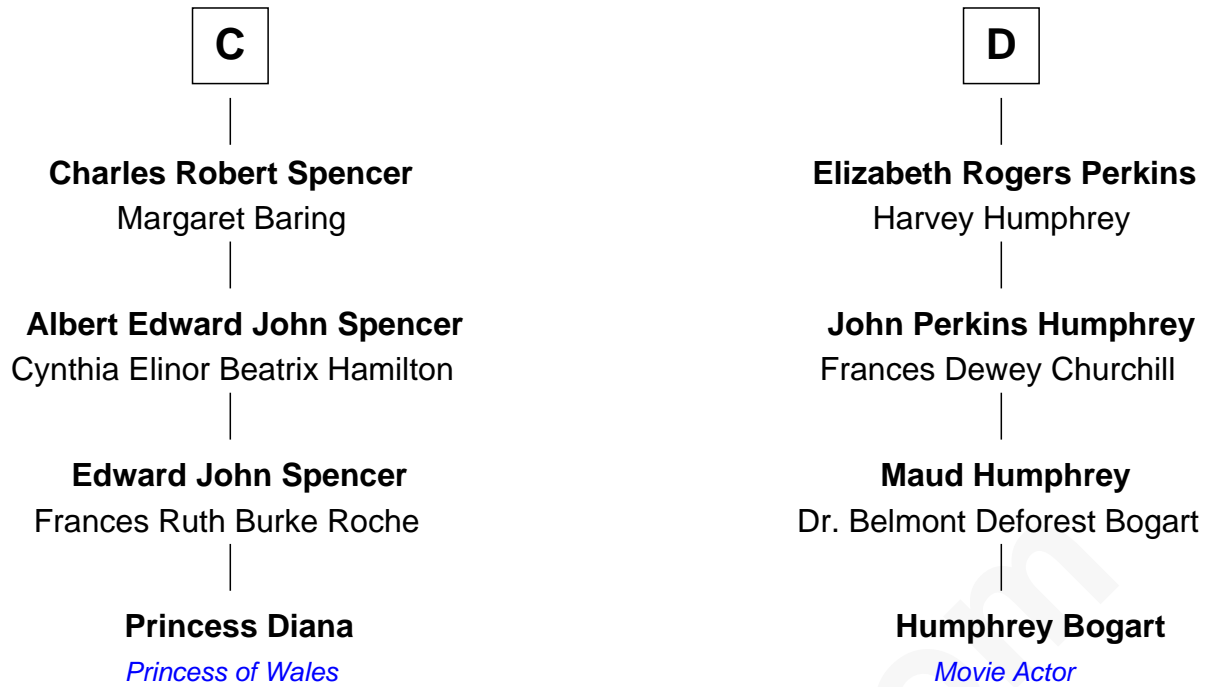 C
Charles Robert Spencer
Margaret Baring
Albert Edward John Spencer
Cynthia Elinor Beatrix Hamilton
Edward John Spencer
Frances Ruth Burke Roche
Princess Diana
Princess of Wales
D
Elizabeth Rogers Perkins
Harvey Humphrey
John Perkins Humphrey
Frances Dewey Churchill
Maud Humphrey
Dr. Belmont Deforest Bogart
Humphrey Bogart
Movie Actor
om